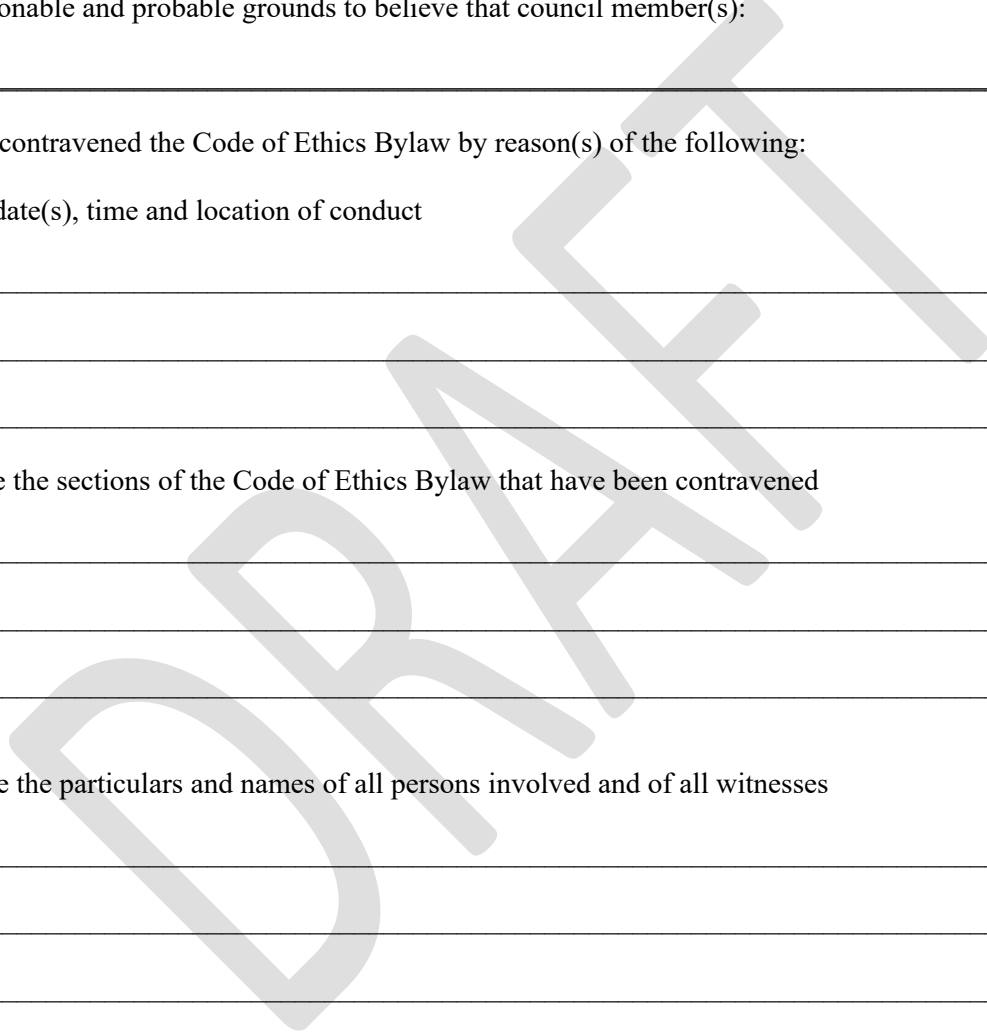 onable and probable grounds to believe that council member(s):
contravened the Code of Ethics Bylaw by reason(s) of the following:
date(s), time and location of conduct
e the sections of the Code of Ethics Bylaw that have been contravened
e the particulars and names of all persons involved and of all witnesses
DRAFT